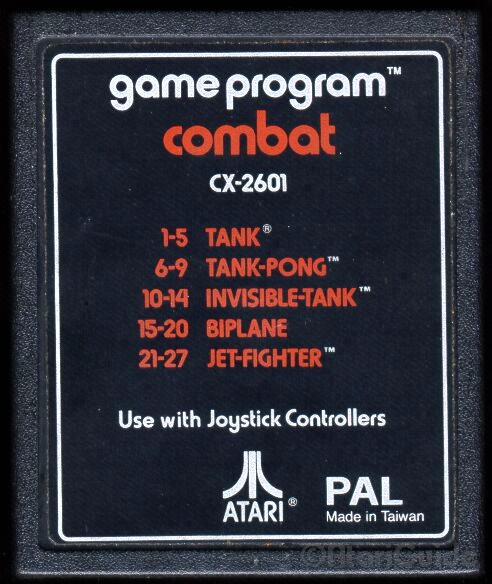 game program™
combat
CX-2601
1-5 TANK®
6-9 TANK-PONG™
10-14 INVISIBLE-TANK™
15-20 BIPLANE
21-27 JET-FIGHTER™
Use with Joystick Controllers
ATARI®
PAL
Made in Taiwan